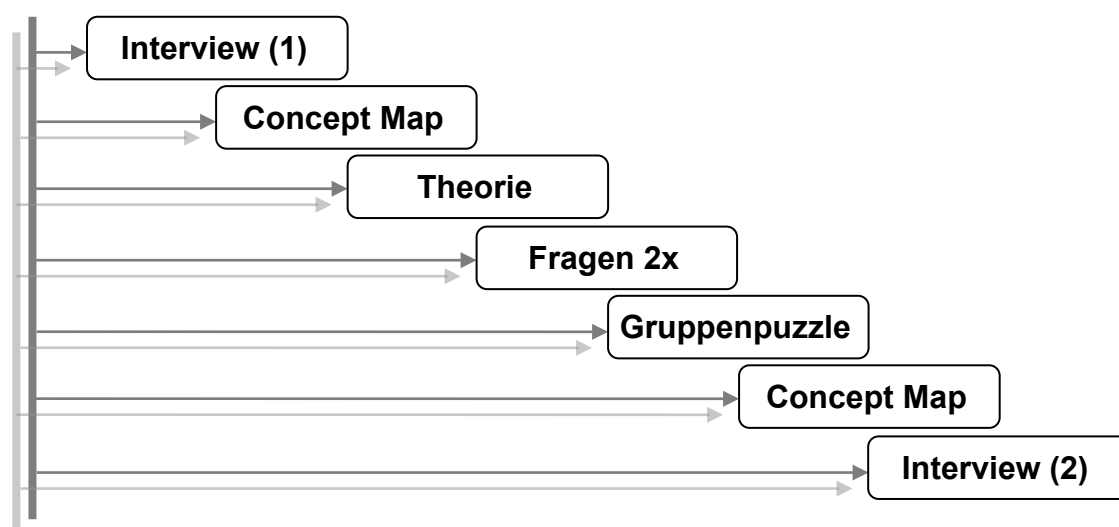 Interview (1)
Concept Map
Theorie
Fragen 2x
Gruppenpuzzle
Concept Map
Interview (2)